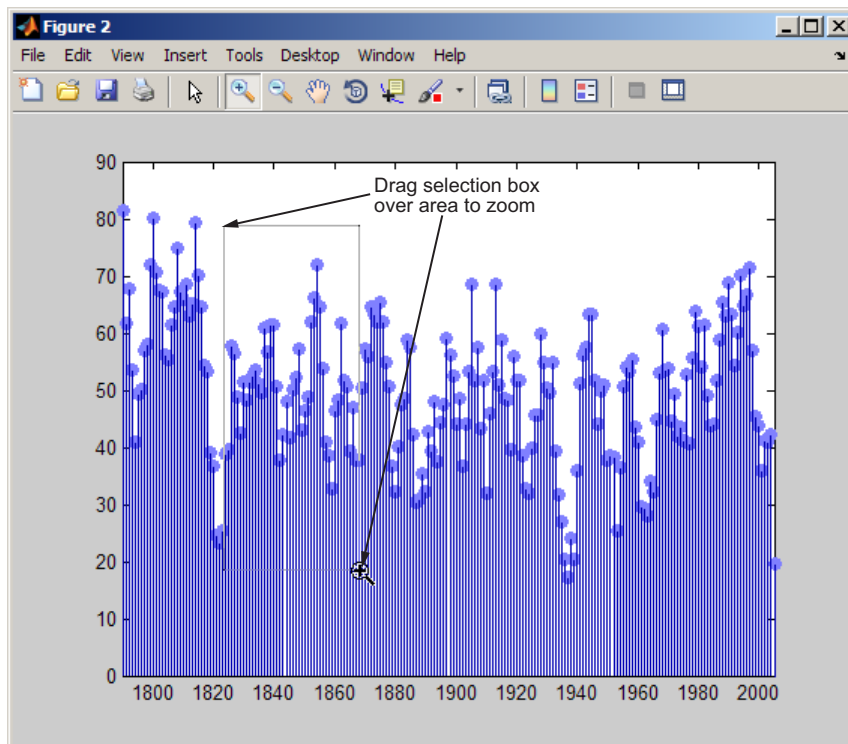 Figure 2
File Edit View Insert Tools Desktop Window Help
90
Drag selection box
over area to zoom
80
70
60
50
40
30
20
10
0
1800 1820 1840 1860 1880 1900 1920 1940 1960 1980 2000